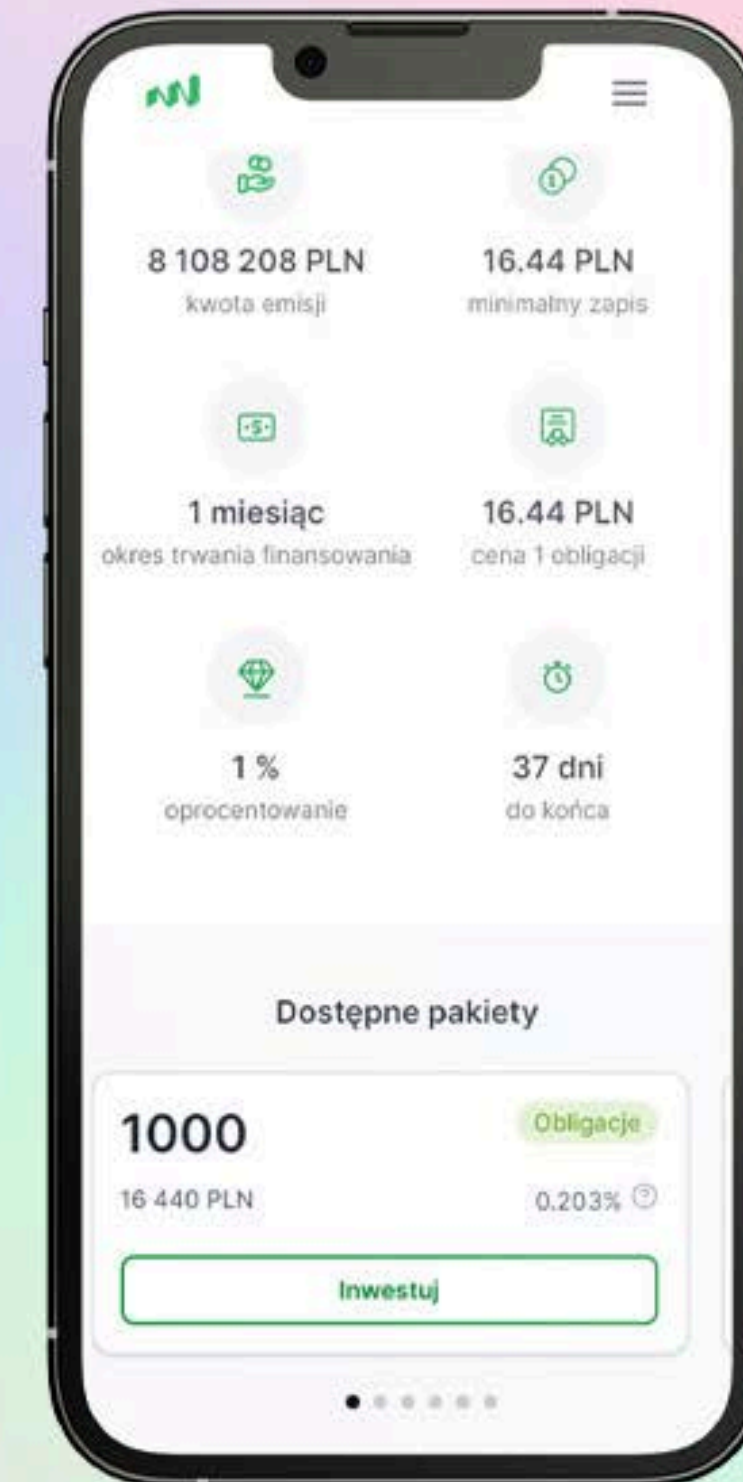 8 108 208 PLN
kwota emisji
16.44 PLN
minimalny zapis
1 miesiąc
okres trwania finansowania
16.44 PLN
cena 1 obligacji
1 %
oprocentowanie
37 dni
do końca
Dostępne pakiety
1000
Obligacje
16 440 PLN
0.203%
Inwestuj